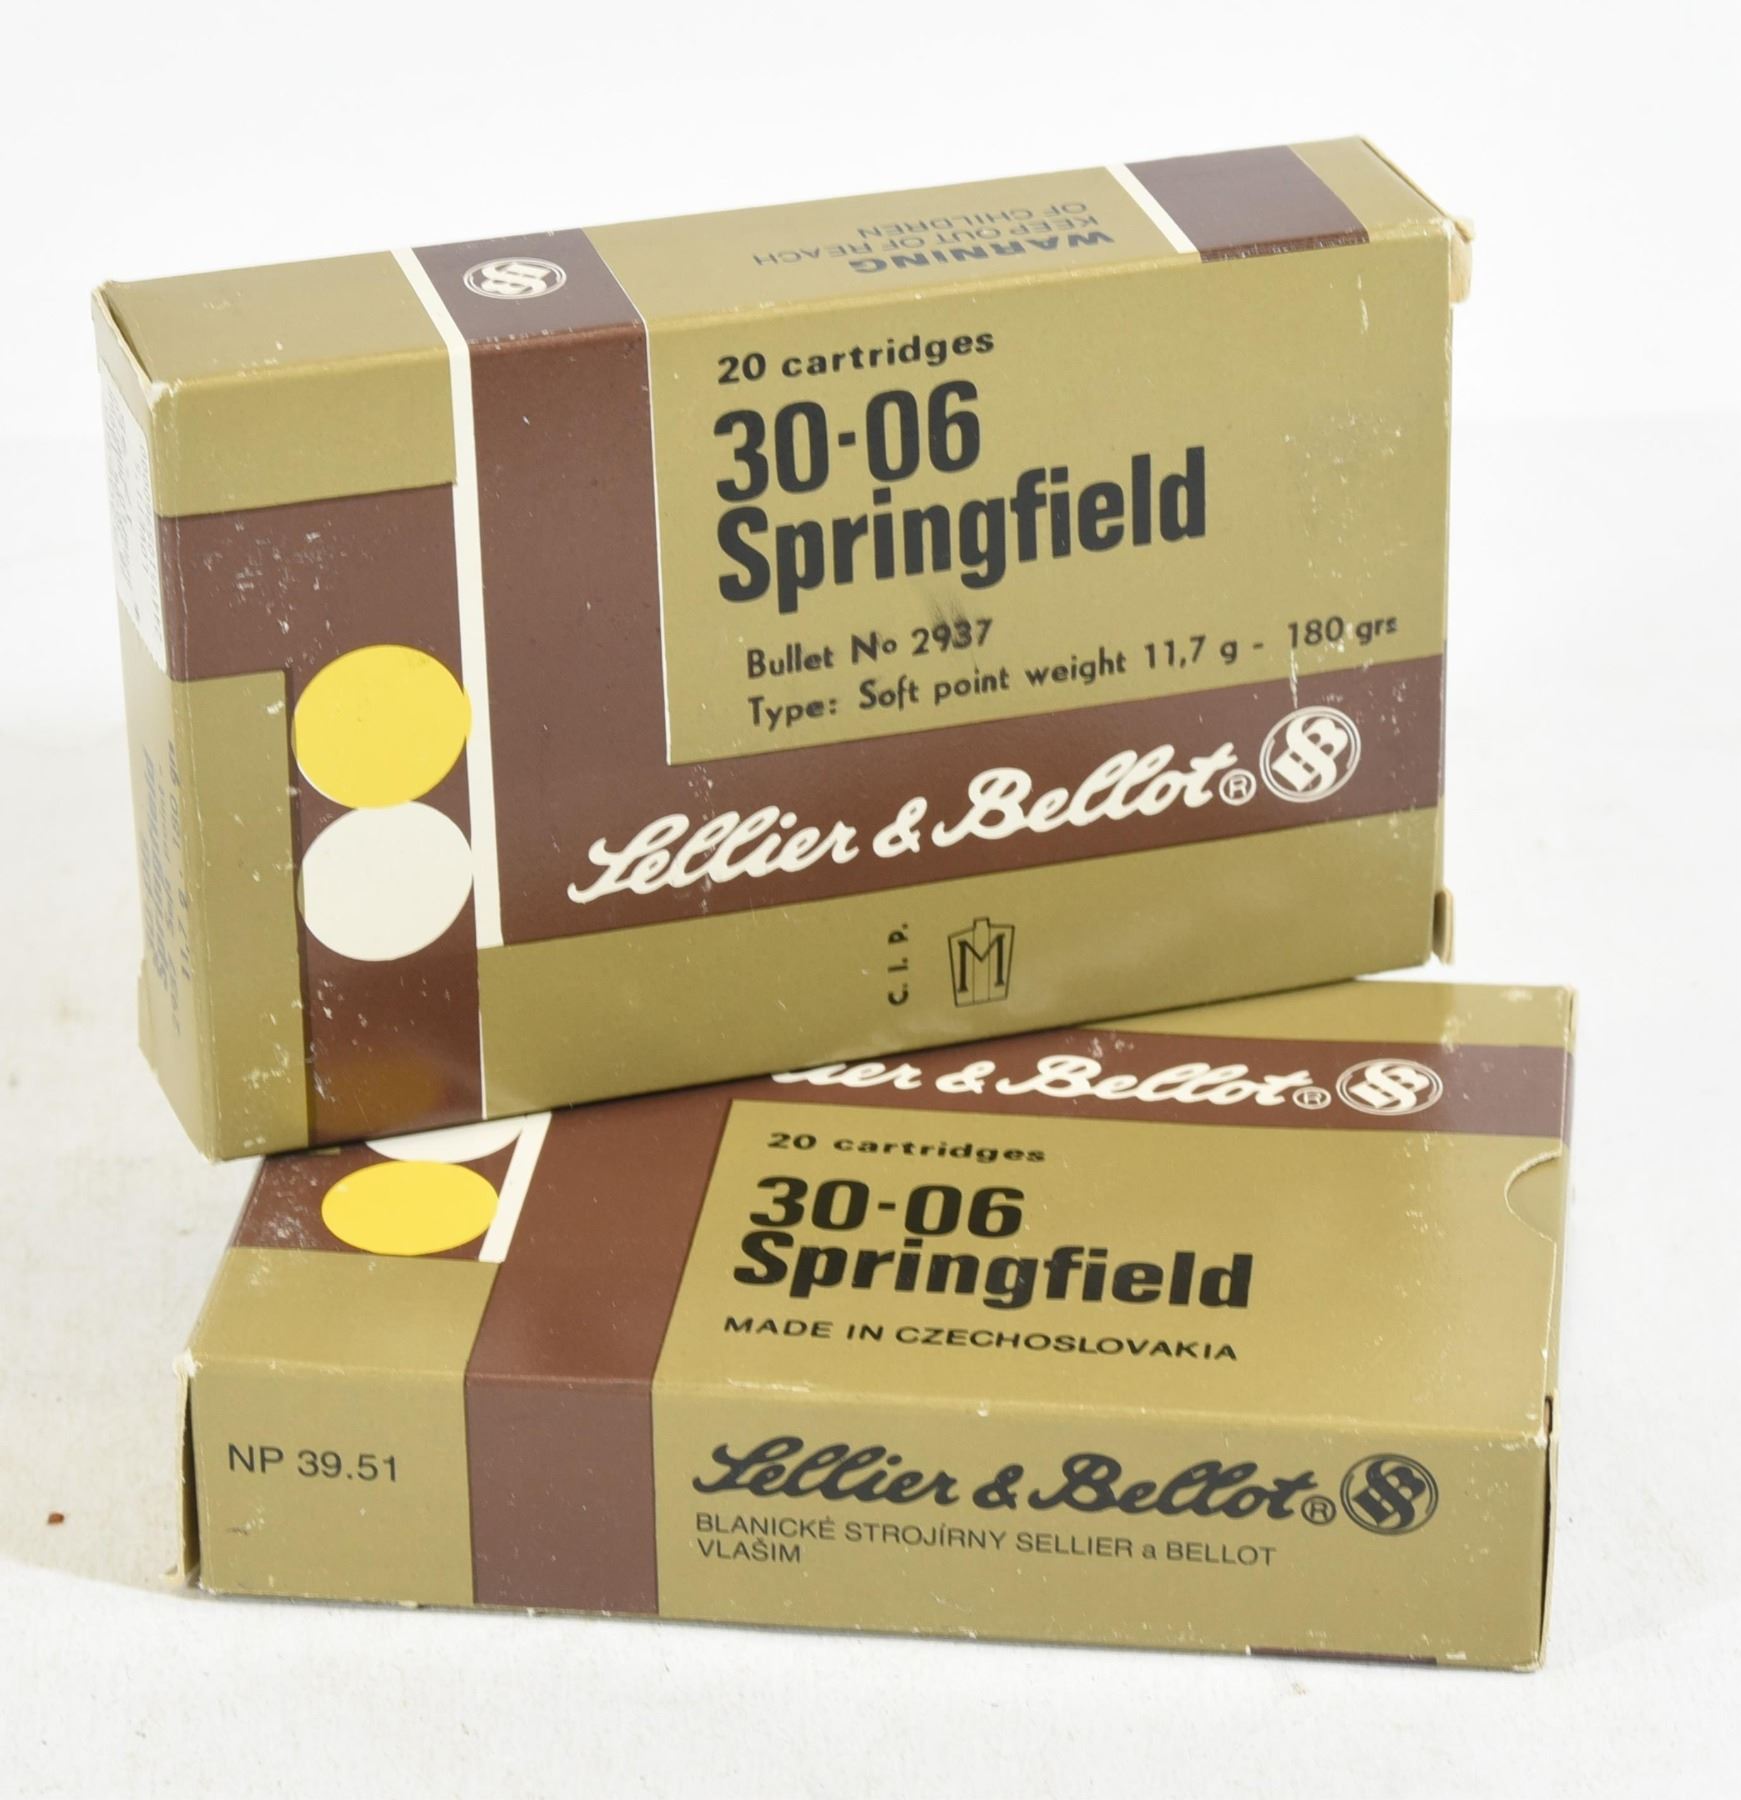 WARNING
KEEP OUT OF REACH
OF CHILDREN
20 cartridges
30-06
Springfield
Bullet No 2937
Type: Soft point weight 11,7 g - 180 grs
Sellier & Bellot®
C. I. P.
M
ier & Bellot®
20 cartridges
30-06
Springfield
MADE IN CZECHOSLOVAKIA
NP 39.51
Sellier & Bellot®
BLANICKÉ STROJÍRNY SELLIER a BELLOT
VLAŠIM